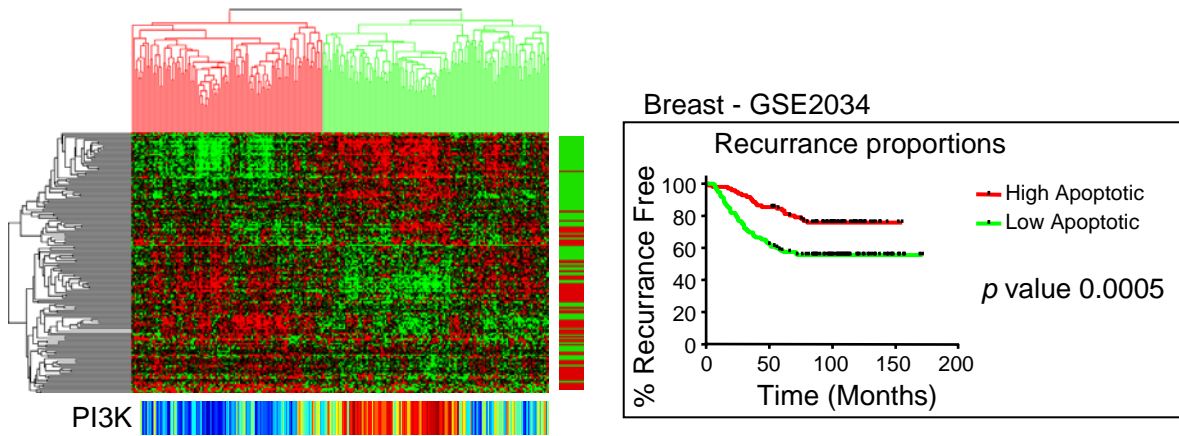 PI3K
Breast - GSE2034
Recurrance proportions
% Recurrance Free
100
80
60
40
20
0
0 50 100 150 200
Time (Months)
High Apoptotic
Low Apoptotic
p value 0.0005